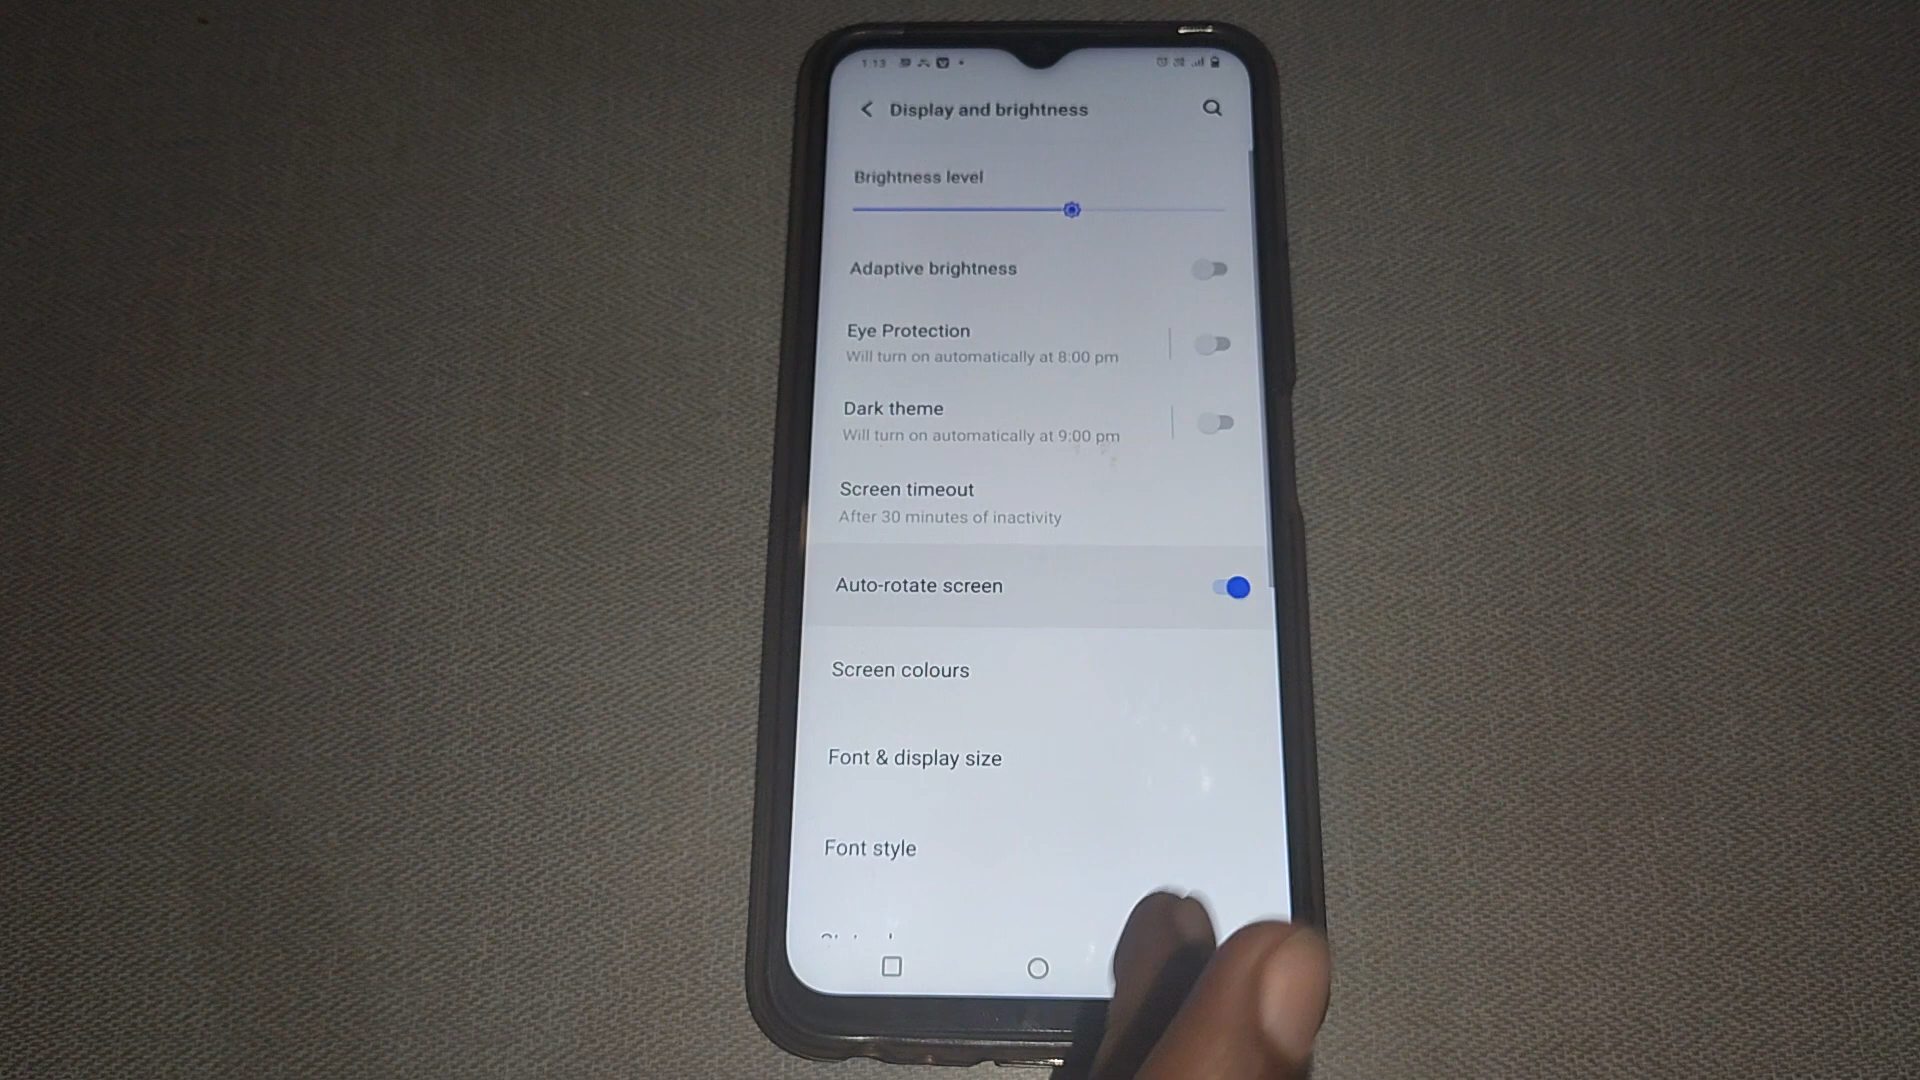 1:13
Display and brightness
Brightness level
Adaptive brightness
Eye Protection
Will turn on automatically at 8:00 pm
Dark theme
Will turn on automatically at 9:00 pm
Screen timeout
After 30 minutes of inactivity
Auto-rotate screen
Screen colours
Font & display size
Font style